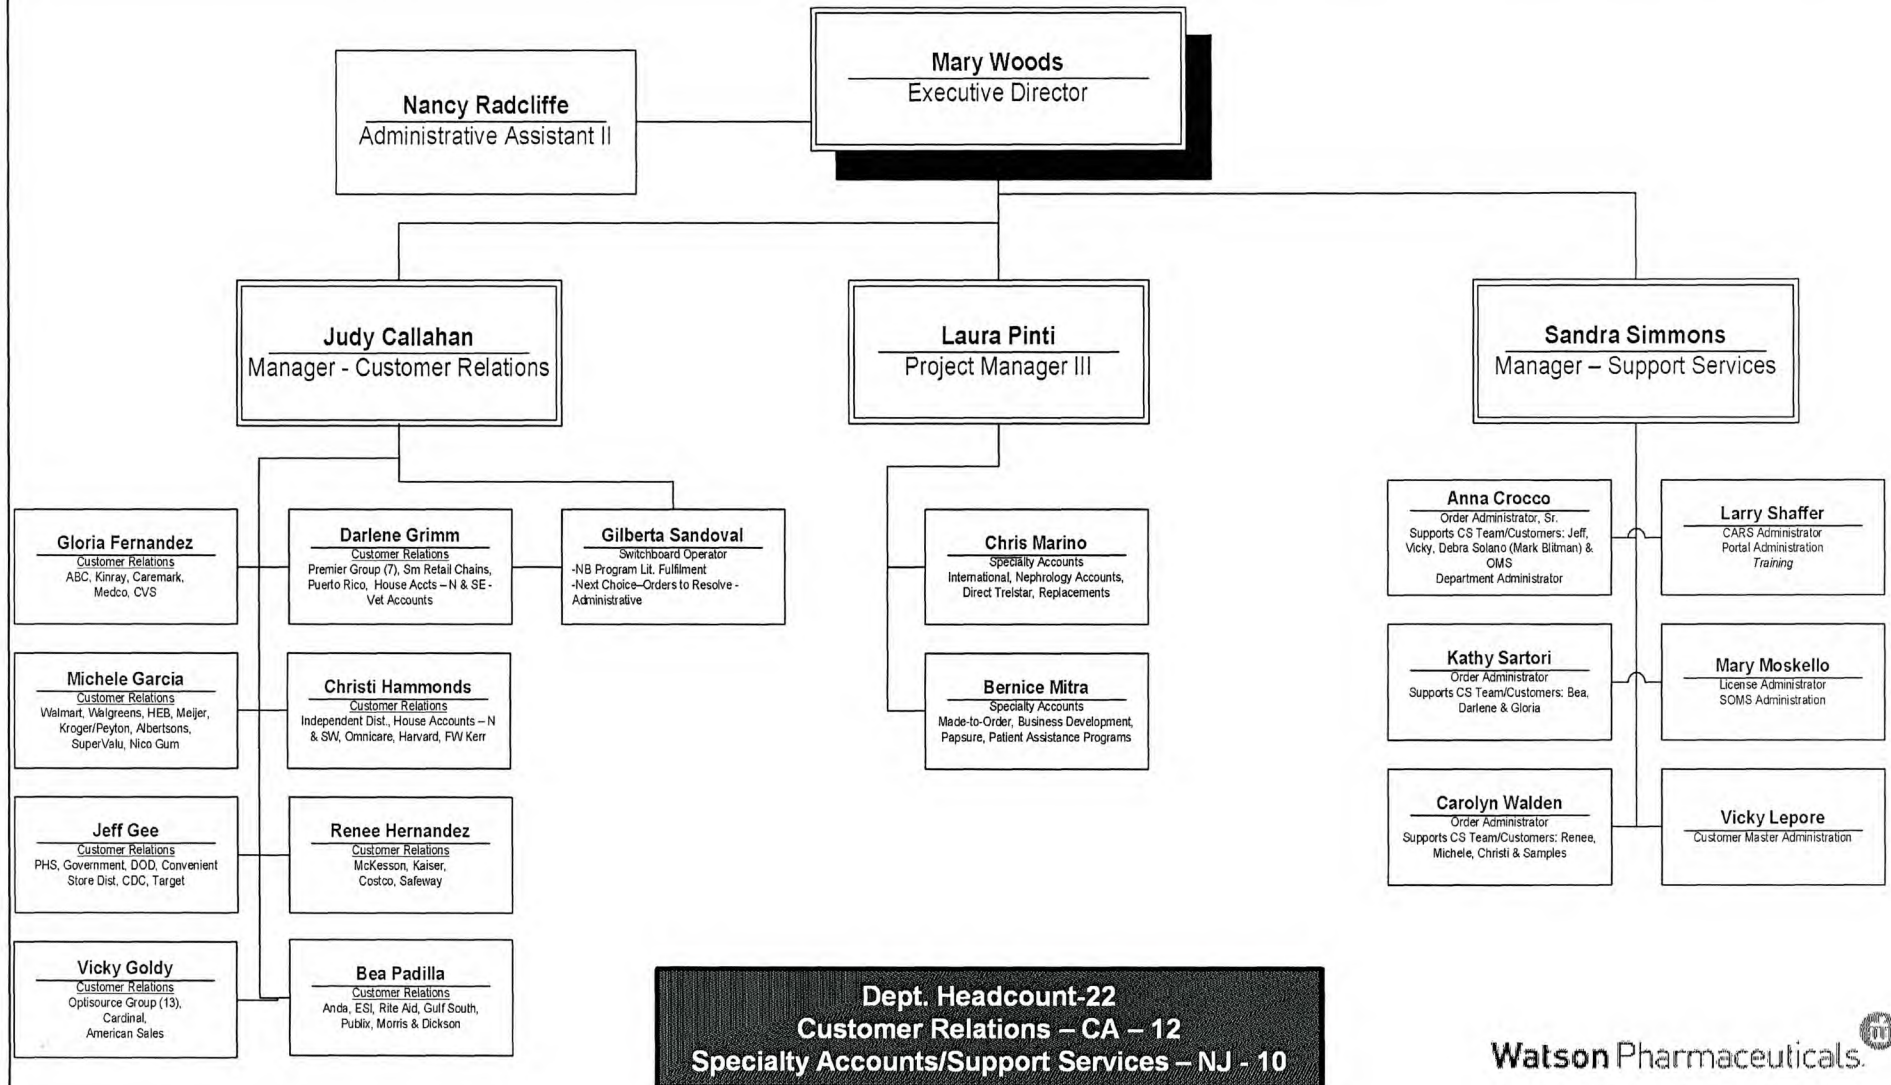 Mary Woods
Executive Director
Nancy Radcliffe
Administrative Assistant II
Judy Callahan
Manager - Customer Relations
Laura Pinti
Project Manager III
Sandra Simmons
Manager – Support Services
Gloria Fernandez
Customer Relations
ABC, Kinray, Caremark,
Medco, CVS
Darlene Grimm
Customer Relations
Premier Group (7), Sm Retail Chains,
Puerto Rico, House Accts – N & SE -
Vet Accounts
Gilberta Sandoval
Switchboard Operator
-NB Program Lit. Fulfilment
-Next Choice–Orders to Resolve -
Administrative
Michele Garcia
Customer Relations
Walmart, Walgreens, HEB, Meijer,
Kroger/Peyton, Albertsons,
SuperValu, Nico Gum
Christi Hammonds
Customer Relations
Independent Dist., House Accounts – N
& SW, Omnicare, Harvard, FW Kerr
Jeff Gee
Customer Relations
PHS, Government, DOD, Convenient
Store Dist, CDC, Target
Renee Hernandez
Customer Relations
McKesson, Kaiser,
Costco, Safeway
Vicky Goldy
Customer Relations
Optisource Group (13),
Cardinal,
American Sales
Bea Padilla
Customer Relations
Anda, ESI, Rite Aid, Gulf South,
Publix, Morris & Dickson
Chris Marino
Specialty Accounts
International, Nephrology Accounts,
Direct Trelstar, Replacements
Bernice Mitra
Specialty Accounts
Made-to-Order, Business Development,
Papsure, Patient Assistance Programs
Anna Crocco
Order Administrator, Sr.
Supports CS Team/Customers: Jeff,
Vicky, Debra Solano (Mark Blitman) &
OMS
Department Administrator
Larry Shaffer
CARS Administrator
Portal Administration
Training
Kathy Sartori
Order Administrator
Supports CS Team/Customers: Bea,
Darlene & Gloria
Mary Moskello
License Administrator
SOMS Administration
Carolyn Walden
Order Administrator
Supports CS Team/Customers: Renee,
Michele, Christi & Samples
Vicky Lepore
Customer Master Administration
Dept. Headcount-22
Customer Relations – CA – 12
Specialty Accounts/Support Services – NJ - 10
Watson Pharmaceuticals.